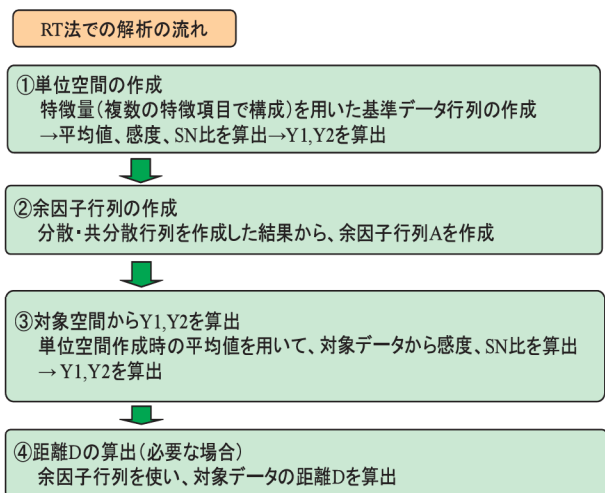 RT法での解析の流れ
①単位空間の作成
特徴量(複数の特徴項目で構成)を用いた基準データ行列の作成
→平均値、感度、SN比を算出→Y1,Y2を算出
②余因子行列の作成
分散・共分散行列を作成した結果から、余因子行列Aを作成
③対象空間からY1,Y2を算出
単位空間作成時の平均値を用いて、対象データから感度、SN比を算出
→ Y1,Y2を算出
④距離Dの算出(必要な場合)
余因子行列を使い、対象データの距離Dを算出